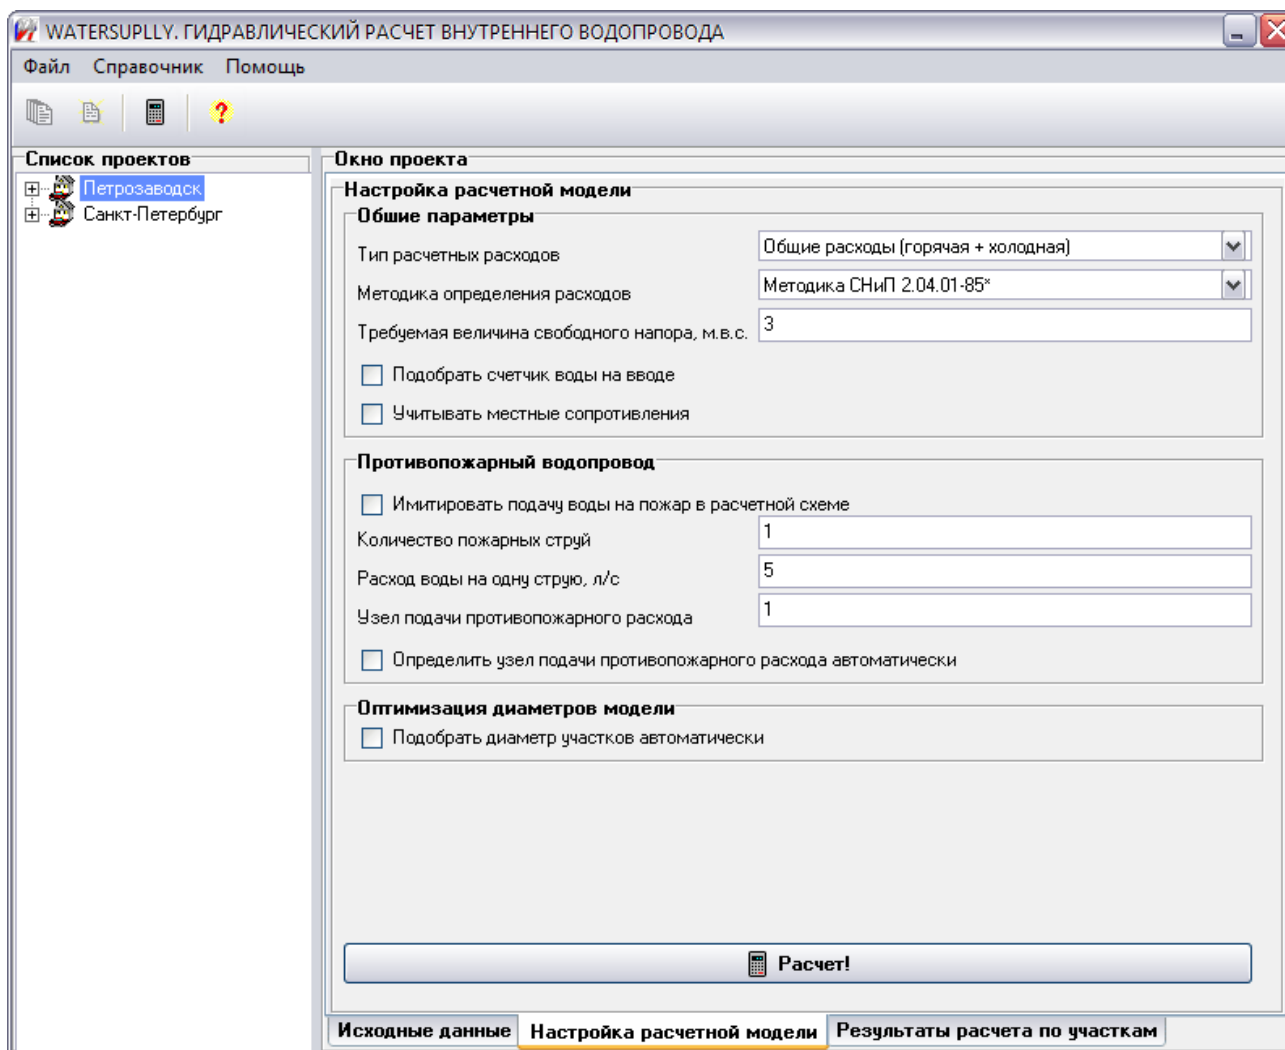 WATERSUPLLY. ГИДРАВЛИЧЕСКИЙ РАСЧЕТ ВНУТРЕННЕГО ВОДОПРОВОДА
Файл Справочник Помощь
Список проектов
Петрозаводск
Санкт-Петербург
Окно проекта
Настройка расчетной модели
Обшие параметры
Тип расчетных расходов Общие расходы (горячая + холодная)
Методика определения расходов Методика СНиП 2.04.01-85*
Требуемая величина свободного напора, м.в.с. 3
Подобрать счетчик воды на вводе
Учитывать местные сопротивления
Противопожарный водопровод
Имитировать подачу воды на пожар в расчетной схеме
Количество пожарных струй 1
Расход воды на одну струю, л/с 5
Узел подачи противопожарного расхода 1
Определить узел подачи противопожарного расхода автоматически
Оптимизация диаметров модели
Подобрать диаметр участков автоматически
Расчет!
Исходные данные Настройка расчетной модели Результаты расчета по участкам